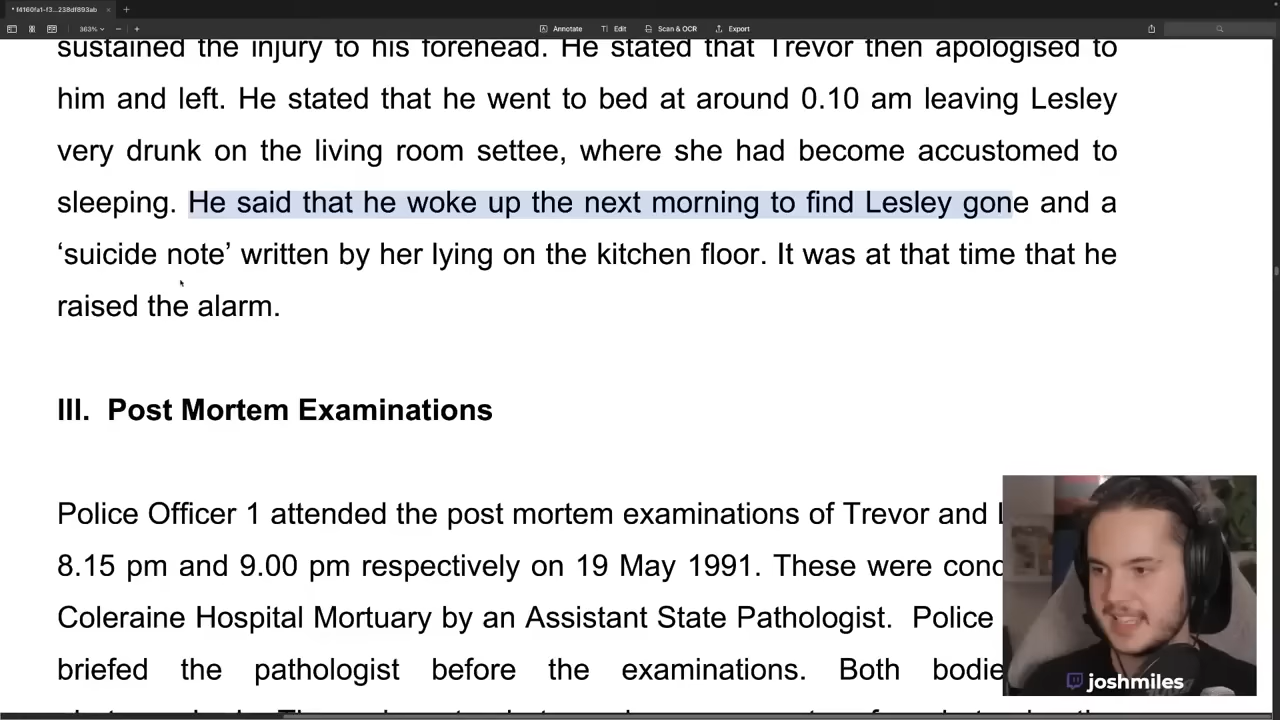 * f4160fa1-f3...238df893ab
363%
Annotate
Edit
Scan & OCR
Export
sustained the injury to his forehead. He stated that Trevor then apologised to
him and left. He stated that he went to bed at around 0.10 am leaving Lesley
very drunk on the living room settee, where she had become accustomed to
sleeping. He said that he woke up the next morning to find Lesley gone and a
‘suicide note’ written by her lying on the kitchen floor. It was at that time that he
raised the alarm.
III. Post Mortem Examinations
Police Officer 1 attended the post mortem examinations of Trevor and
8.15 pm and 9.00 pm respectively on 19 May 1991. These were conc
Coleraine Hospital Mortuary by an Assistant State Pathologist. Police
briefed the pathologist before the examinations. Both bodie
joshmiles